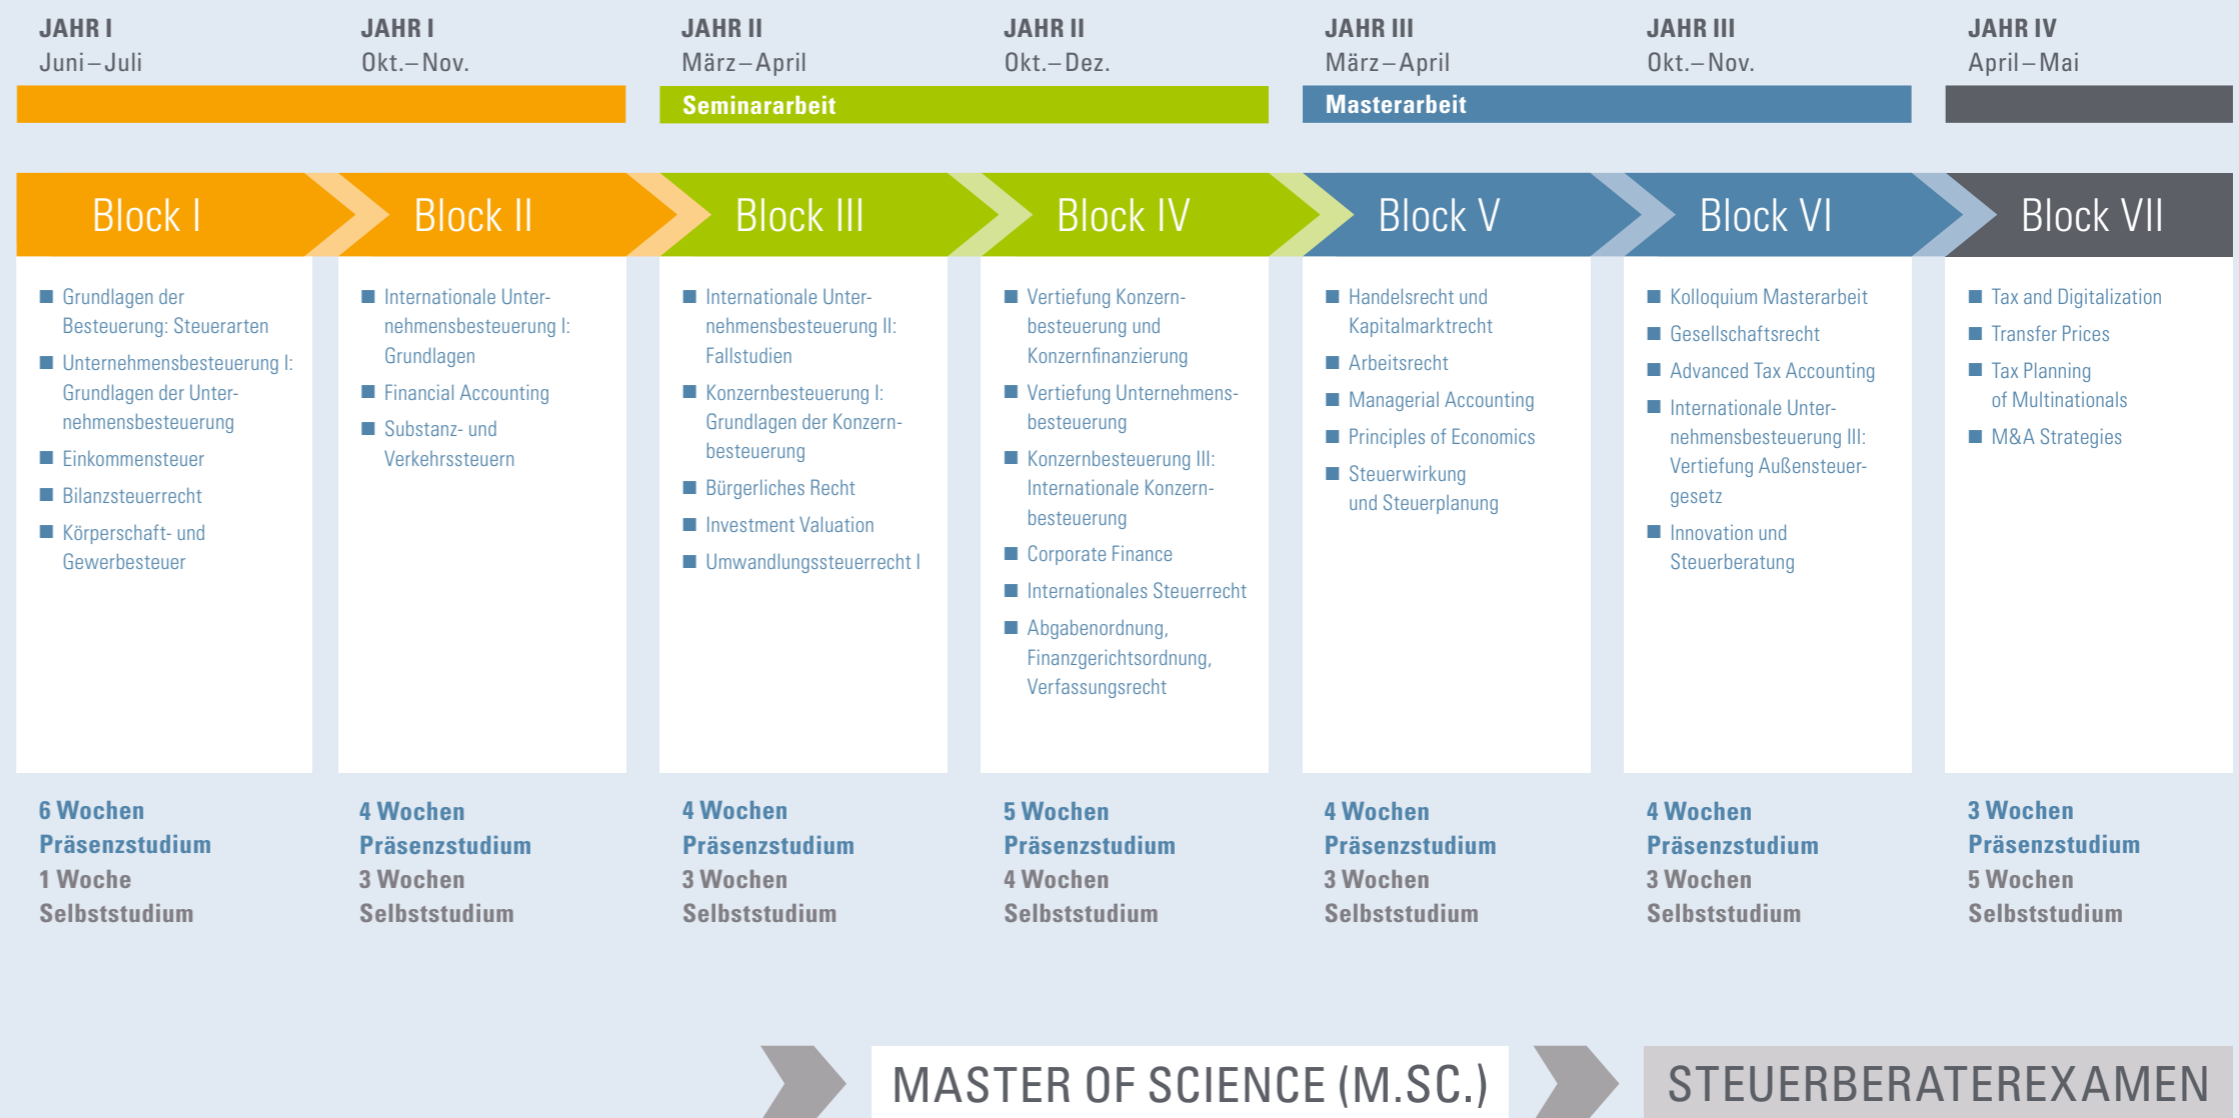 JAHR I
Juni – Juli
JAHR I
Okt. – Nov.
JAHR II
März – April
JAHR II
Okt. – Dez.
JAHR III
März – April
JAHR III
Okt. – Nov.
JAHR IV
April – Mai
Seminararbeit
Masterarbeit
Block I
Block II
Block III
Block IV
Block V
Block VI
Block VII
Grundlagen der
Besteuerung: Steuerarten
Unternehmensbesteuerung I:
Grundlagen der Unter-
nehmensbesteuerung
Einkommensteuer
Bilanzsteuerrecht
Körperschaft- und
Gewerbesteuer
Internationale Unter-
nehmensbesteuerung I:
Grundlagen
Financial Accounting
Substanz- und
Verkehrssteuern
Internationale Unter-
nehmensbesteuerung II:
Fallstudien
Konzernbesteuerung I:
Grundlagen der Konzern-
besteuerung
Bürgerliches Recht
Investment Valuation
Umwandlungssteuerrecht I
Vertiefung Konzern-
besteuerung und
Konzernfinanzierung
Vertiefung Unternehmens-
besteuerung
Konzernbesteuerung III:
Internationale Konzern-
besteuerung
Corporate Finance
Internationales Steuerrecht
Abgabenordnung,
Finanzgerichtsordnung,
Verfassungsrecht
Handelsrecht und
Kapitalmarktrecht
Arbeitsrecht
Managerial Accounting
Principles of Economics
Steuerwirkung
und Steuerplanung
Kolloquium Masterarbeit
Gesellschaftsrecht
Advanced Tax Accounting
Internationale Unter-
nehmensbesteuerung III:
Vertiefung Außensteuer-
gesetz
Innovation und
Steuerberatung
Tax and Digitalization
Transfer Prices
Tax Planning
of Multinationals
M&A Strategies
6 Wochen
Präsenzstudium
1 Woche
Selbststudium
4 Wochen
Präsenzstudium
3 Wochen
Selbststudium
4 Wochen
Präsenzstudium
3 Wochen
Selbststudium
5 Wochen
Präsenzstudium
4 Wochen
Selbststudium
4 Wochen
Präsenzstudium
3 Wochen
Selbststudium
4 Wochen
Präsenzstudium
3 Wochen
Selbststudium
3 Wochen
Präsenzstudium
5 Wochen
Selbststudium
MASTER OF SCIENCE (M.SC.)
STEUERBERATEREXAMEN